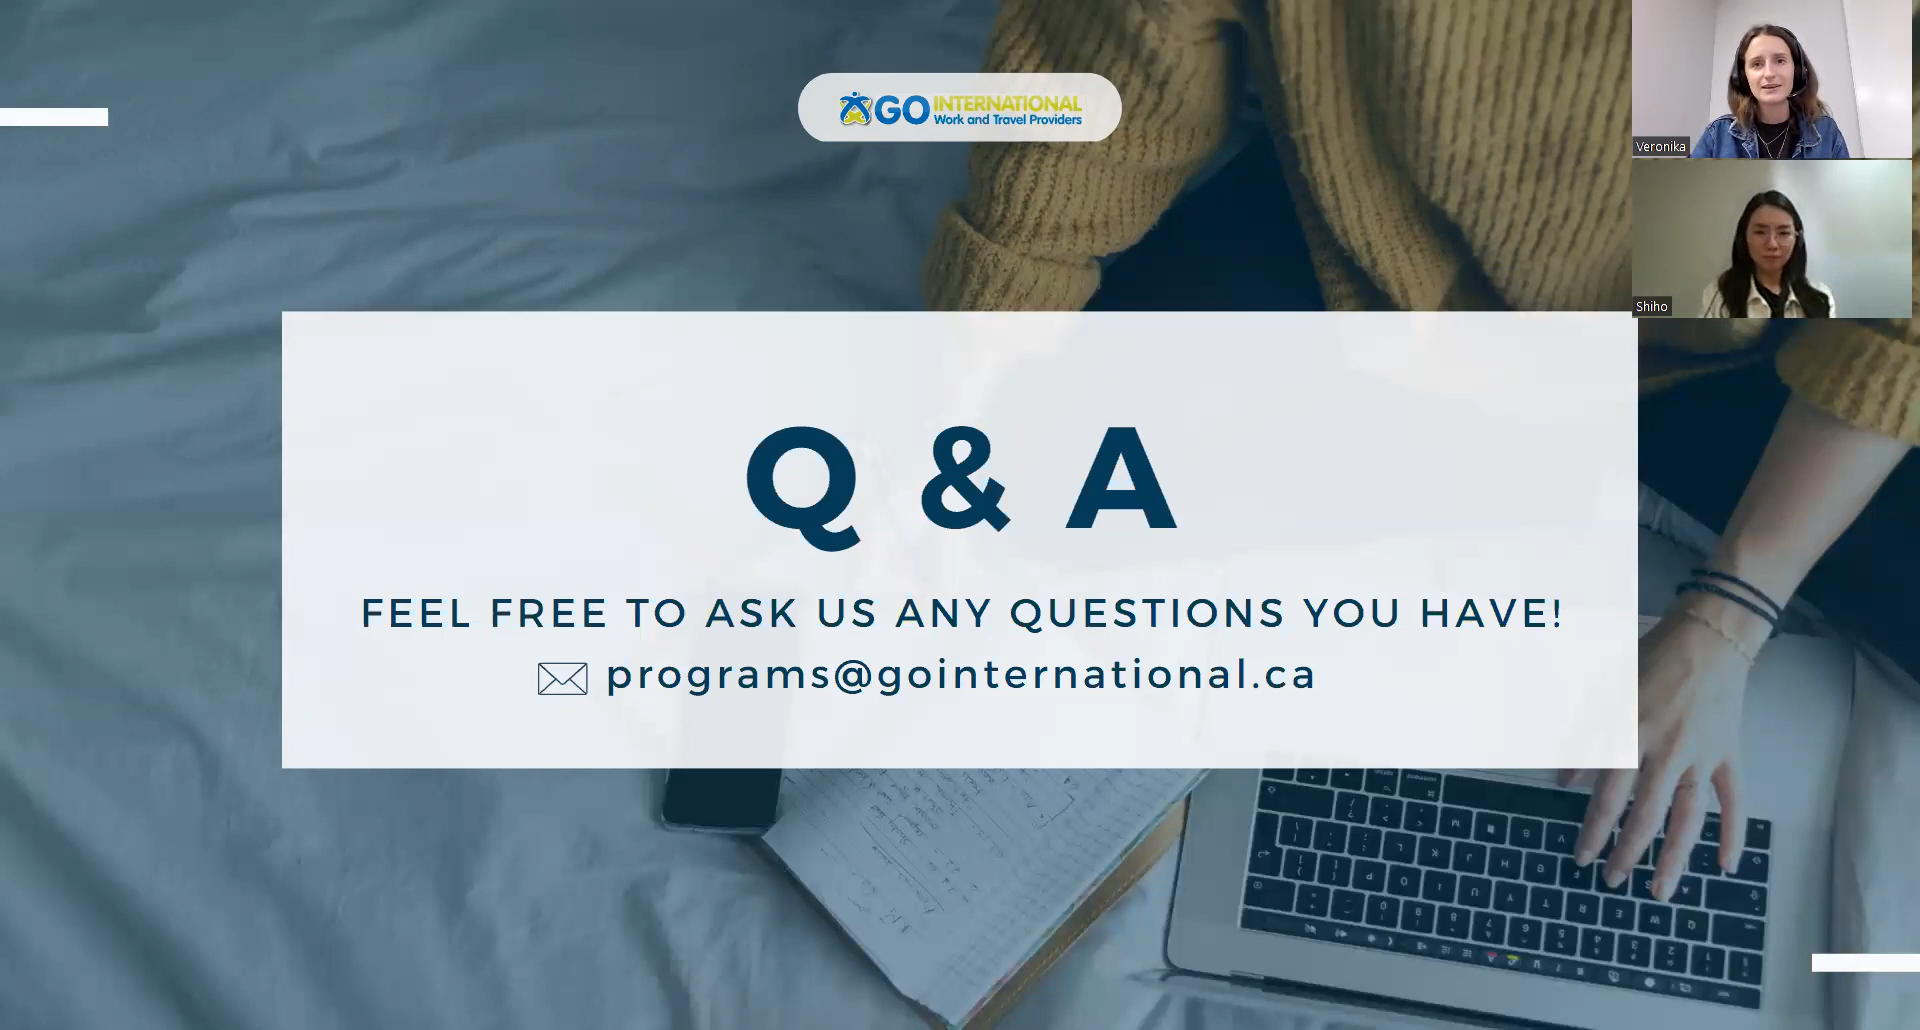 GO INTERNATIONAL
Work and Travel Providers
Veronika
Shiho
Q & A
FEEL FREE TO ASK US ANY QUESTIONS YOU HAVE!
programs@gointernational.ca